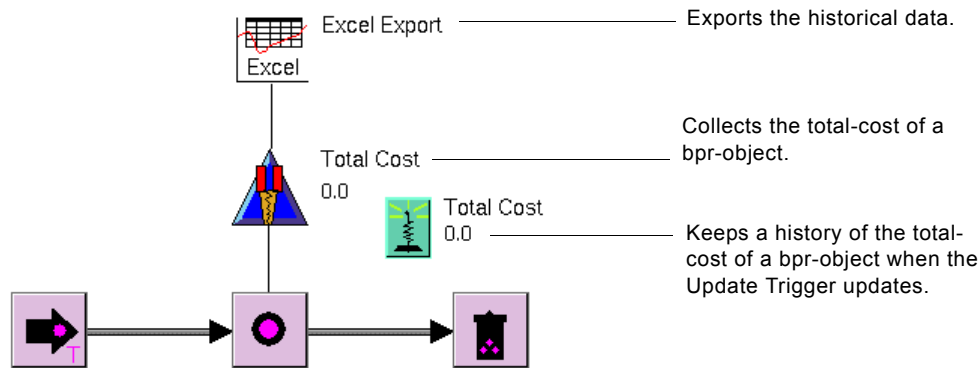 Excel Export
Exports the historical data.
Excel
Collects the total-cost of a
bpr-object.
Total Cost
0.0
Total Cost
0.0
Keeps a history of the total-
cost of a bpr-object when the
Update Trigger updates.
T